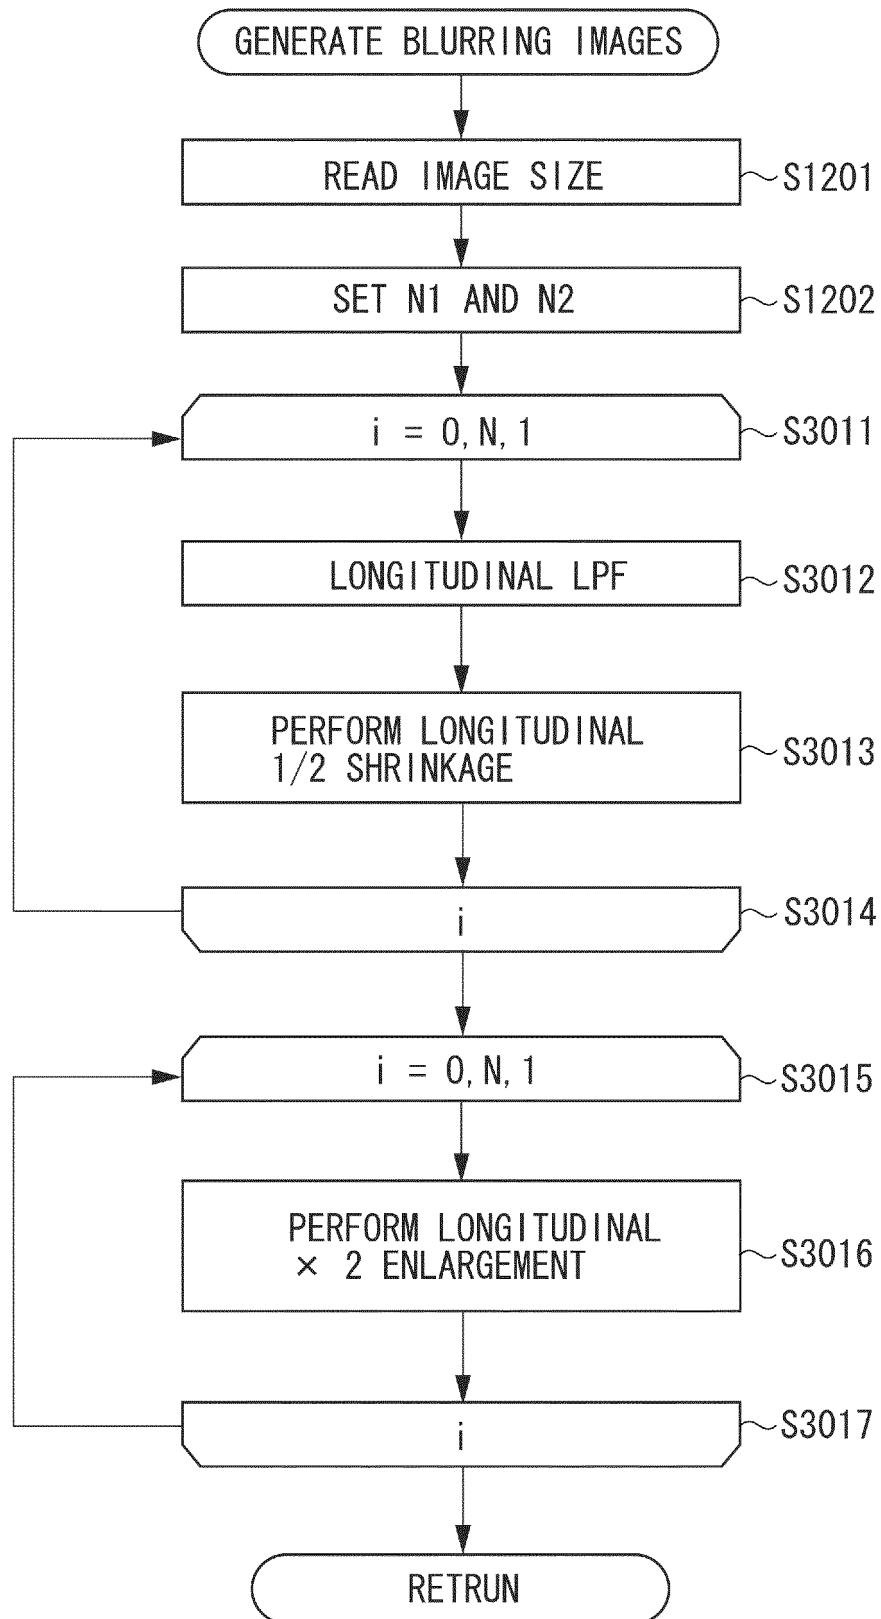 GENERATE BLURRING IMAGES
READ IMAGE SIZE
S1201
SET N1 AND N2
S1202
i = 0, N, 1
S3011
LONGITUDINAL LPF
S3012
PERFORM LONGITUDINAL
1/2 SHRINKAGE
S3013
i
S3014
i = 0, N, 1
S3015
PERFORM LONGITUDINAL
× 2 ENLARGEMENT
S3016
i
S3017
RETRUN